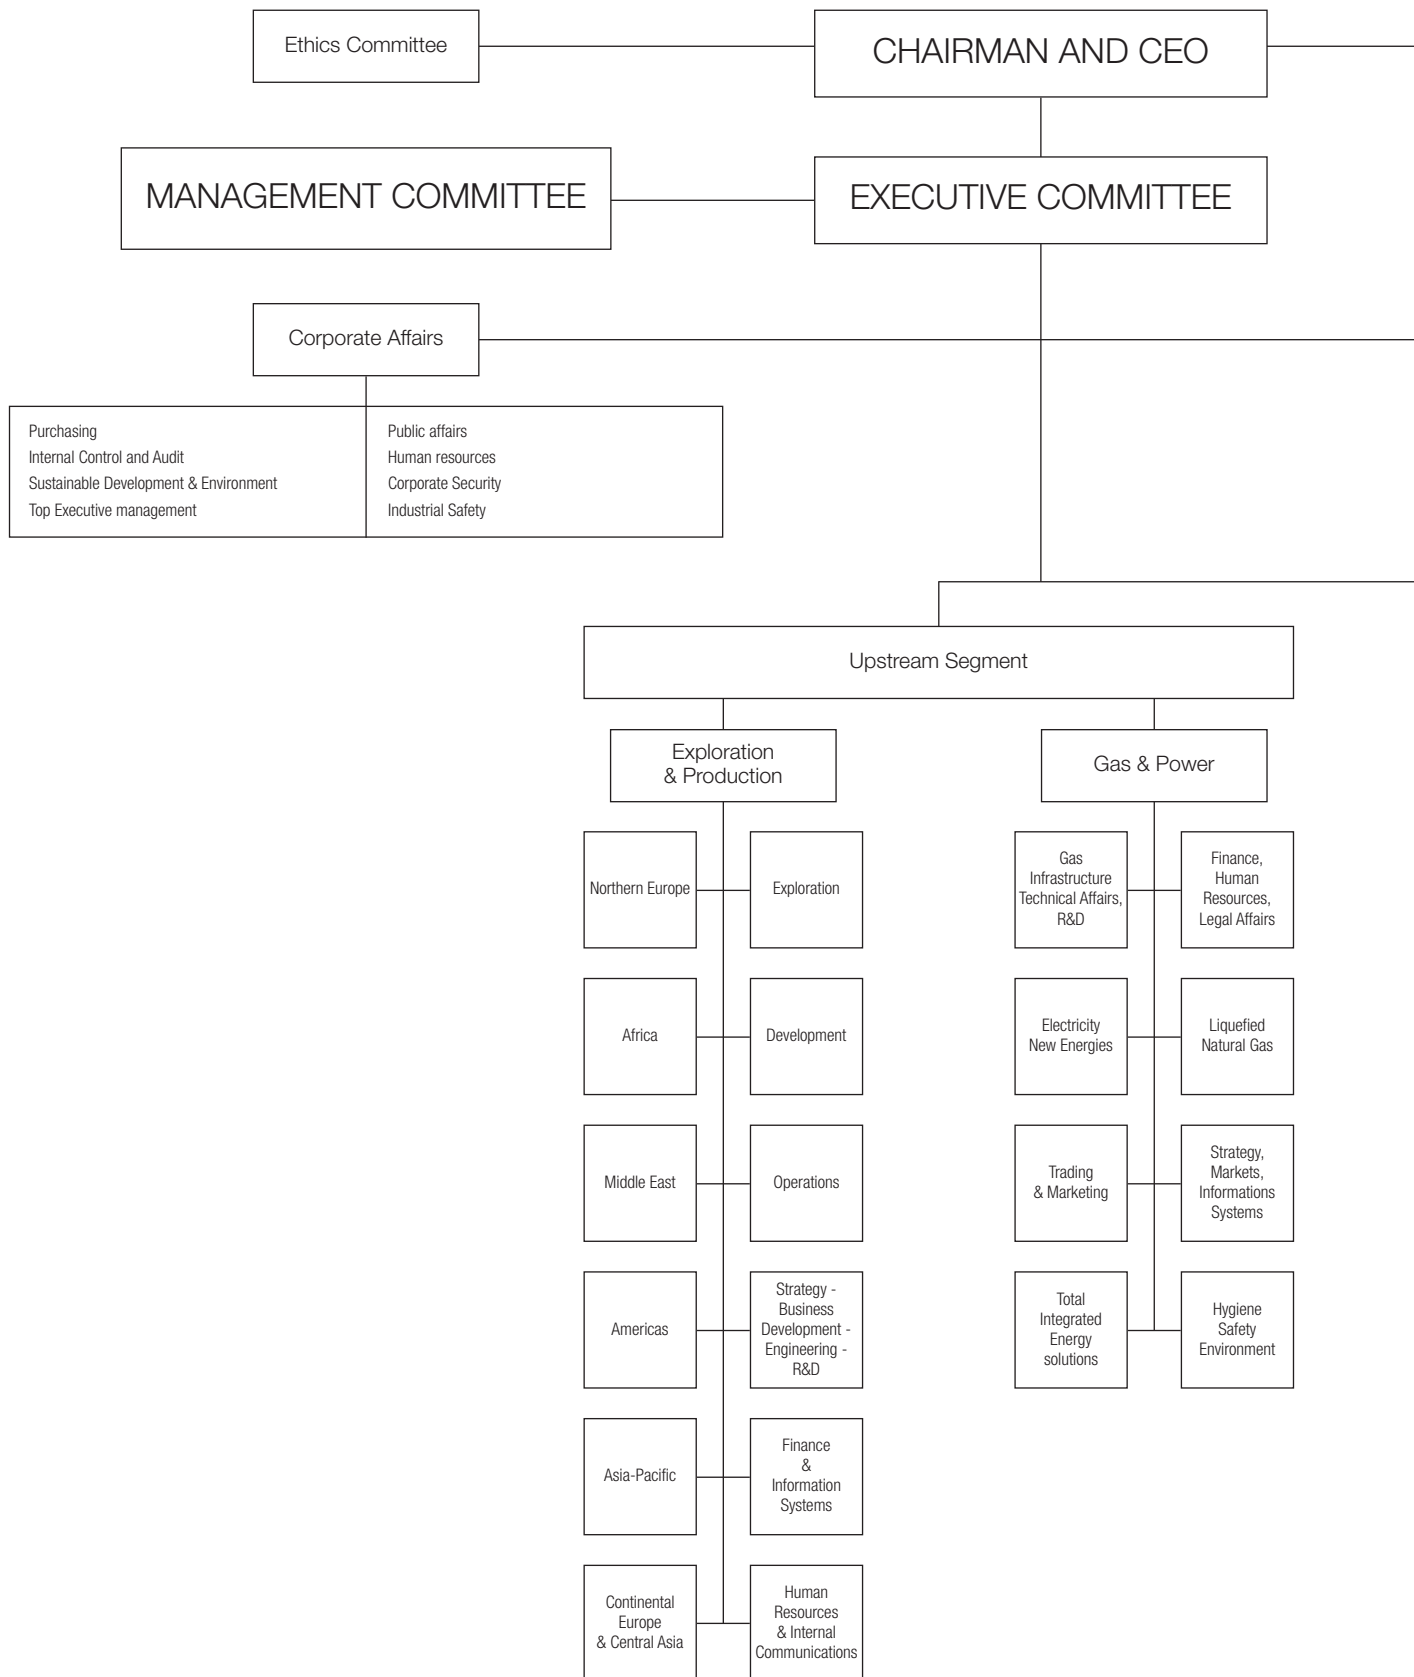 Ethics Committee
CHAIRMAN AND CEO
MANAGEMENT COMMITTEE
EXECUTIVE COMMITTEE
Corporate Affairs
Purchasing
Internal Control and Audit
Sustainable Development & Environment
Top Executive management
Public affairs
Human resources
Corporate Security
Industrial Safety
Upstream Segment
Exploration
& Production
Gas & Power
Northern Europe
Exploration
Gas
Infrastructure
Technical Affairs,
R&D
Finance,
Human
Resources,
Legal Affairs
Africa
Development
Electricity
New Energies
Liquefied
Natural Gas
Middle East
Operations
Trading
& Marketing
Strategy,
Markets,
Informations
Systems
Americas
Strategy -
Business
Development -
Engineering -
R&D
Total
Integrated
Energy
solutions
Hygiene
Safety
Environment
Asia-Pacific
Finance
&
Information
Systems
Continental
Europe
& Central Asia
Human
Resources
& Internal
Communications